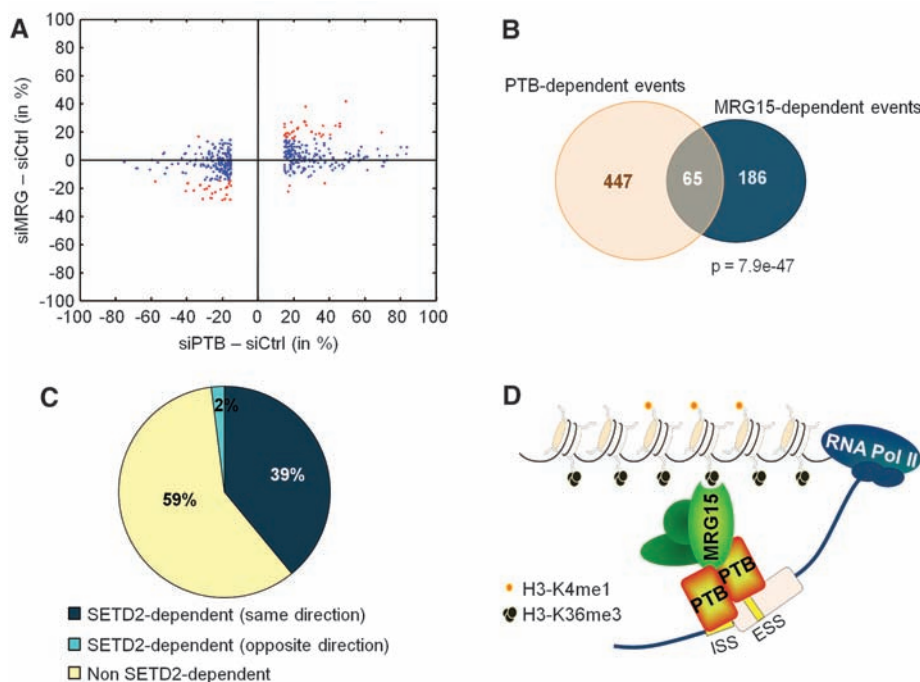 A
siMRG – siCtrl (in %)
100
80
60
40
20
0
-20
-40
-60
-80
-100
-100 -80 -60 -40 -20 0 20 40 60 80 100
siPTB – siCtrl (in %)
B
PTB-dependent events
MRG15-dependent events
447
65
186
p = 7.9e-47
C
2%
39%
59%
SETD2-dependent (same direction)
SETD2-dependent (opposite direction)
Non SETD2-dependent
D
RNA Pol II
MRG15
PTB
PTB
H3-K4me1
H3-K36me3
ISS
ESS